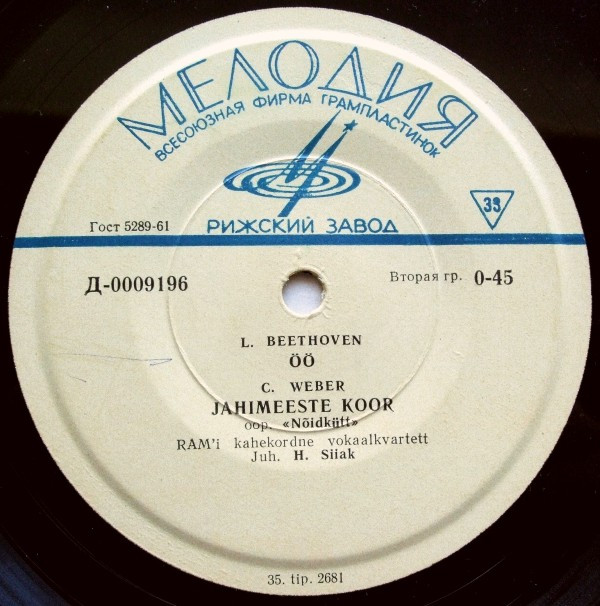 МЕЛОДИЯ
ВСЕСОЮЗНАЯ ФИРМА ГРАМПЛАСТИНОК
Гост 5289-61
РИЖСКИЙ ЗАВОД
33
Д-0009196
Вторая гр. 0-45
L. BEETHOVEN
ÖÖ
C. WEBER
JAHIMEESTE KOOR
oop. «Nõidkütt»
RAM'i kahekordne vokaalkvartett
Juh. H. Siiak
35. tip. 2681